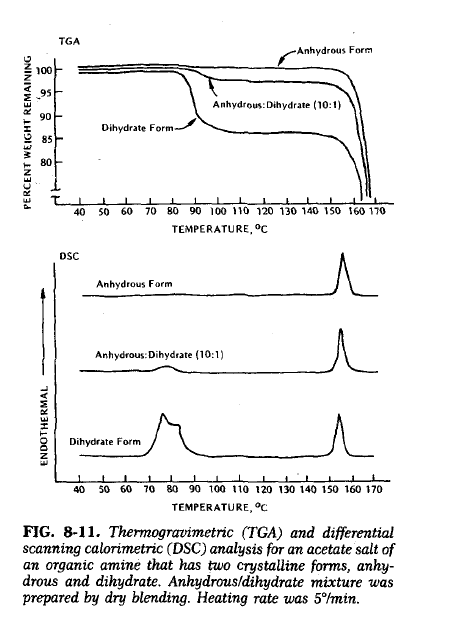 TGA
Anhydrous Form
PERCENT WEIGHT REMAINING
100
95
90
85
80
Anhydrous:Dihydrate (10:1)
Dihydrate Form
40 50 60 70 80 90 100 110 120 130 140 150 160 170
TEMPERATURE, °C
DSC
ENDOTHERMAL
Anhydrous Form
Anhydrous:Dihydrate (10:1)
Dihydrate Form
40 50 60 70 80 90 100 110 120 130 140 150 160 170
TEMPERATURE, °C
FIG. 8-11. Thermogravimetric (TGA) and differential
scanning calorimetric (DSC) analysis for an acetate salt of
an organic amine that has two crystalline forms, anhy-
drous and dihydrate. Anhydrous/dihydrate mixture was
prepared by dry blending. Heating rate was 5°/min.